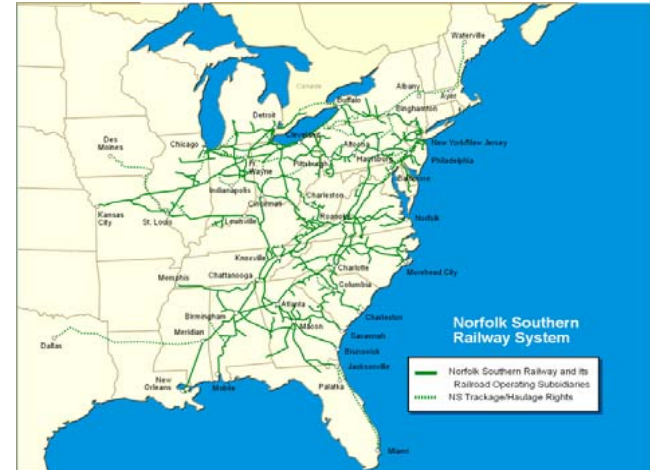 Waterville
Canada
Albany
Ayer
Buffalo
Binghamton
Detroit
Cleveland
Chicago
Des
Moines
Altoona
New York/New Jersey
Ft.
Wayne
Pittsburgh
Harrisburg
Philadelphia
Baltimore
Indianapolis
Cincinnati
Charleston
Kansas
City
St. Louis
Louisville
Roanoke
Norfolk
Knoxville
Chattanooga
Charlotte
Morehead City
Memphis
Columbia
Atlanta
Birmingham
Macon
Charleston
Meridian
Savannah
Dallas
Brunswick
Jacksonville
New
Orleans
Mobile
Palatka
Miami
Norfolk Southern
Railway System
Norfolk Southern Railway and its
Railroad Operating Subsidiaries
NS Trackage/Haulage Rights